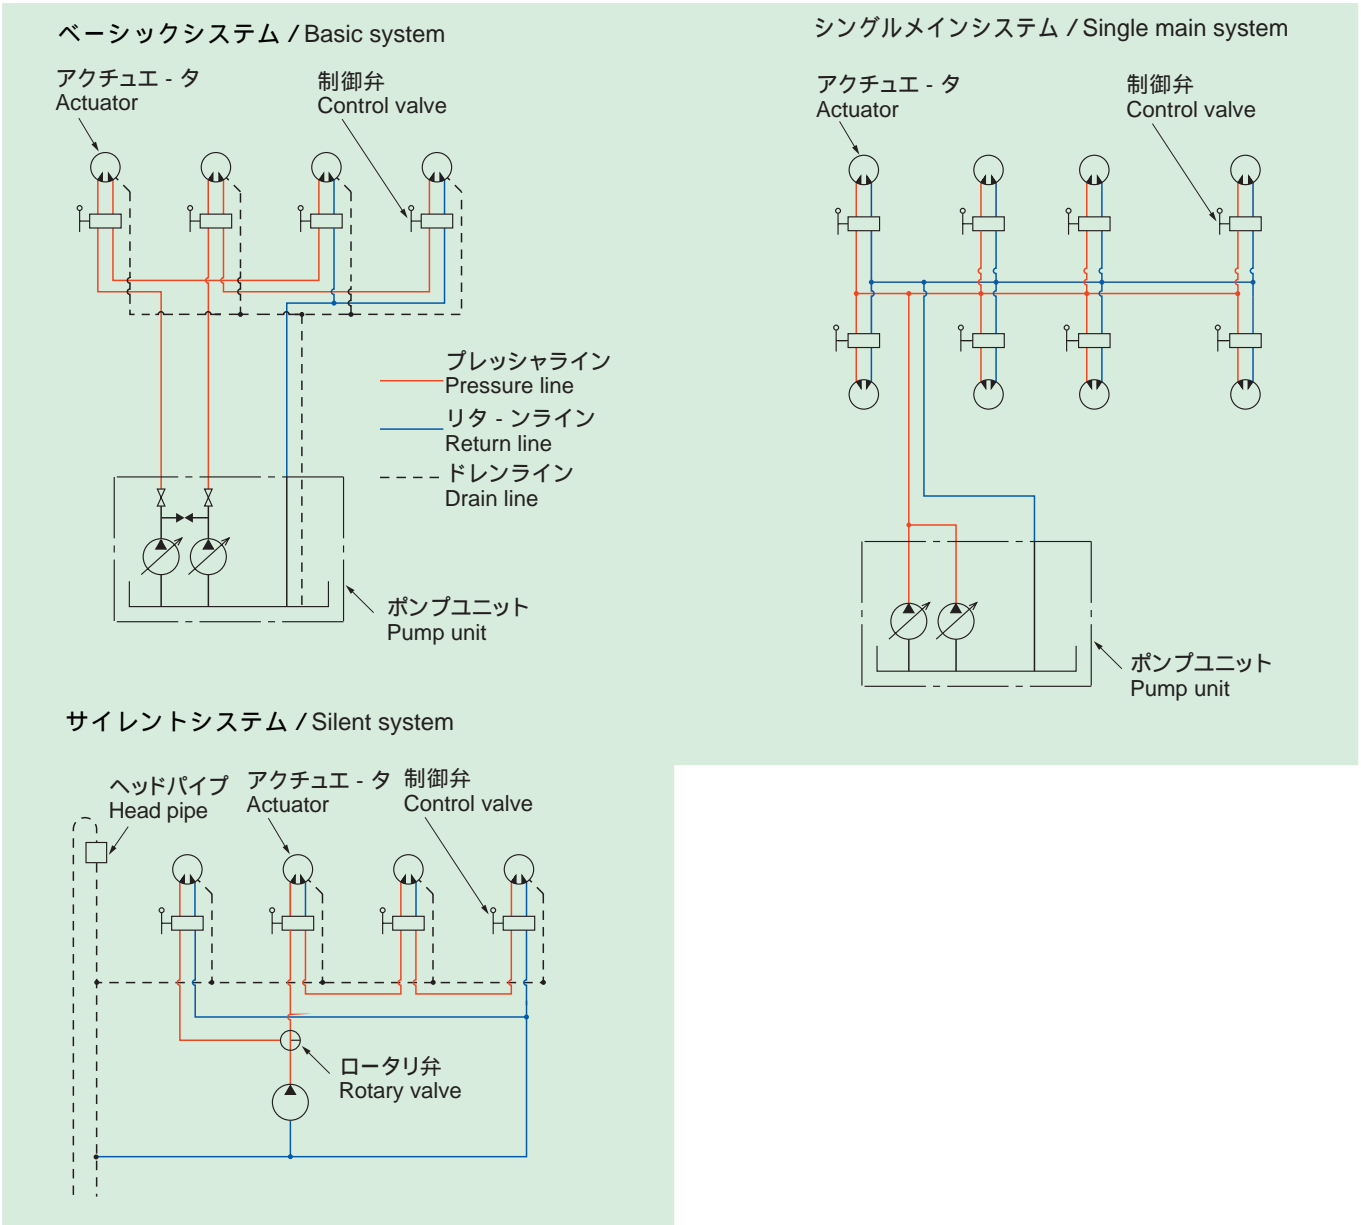 ベーシックシステム / Basic system
アクチュエ - タ
Actuator
制御弁
Control valve
プレッシャライン
Pressure line
リタ - ンライン
Return line
ドレンライン
Drain line
ポンプユニット
Pump unit
シングルメインシステム / Single main system
アクチュエ - タ
Actuator
制御弁
Control valve
ポンプユニット
Pump unit
サイレントシステム / Silent system
ヘッドパイプ
Head pipe
アクチュエ - タ
Actuator
制御弁
Control valve
ロータリ弁
Rotary valve